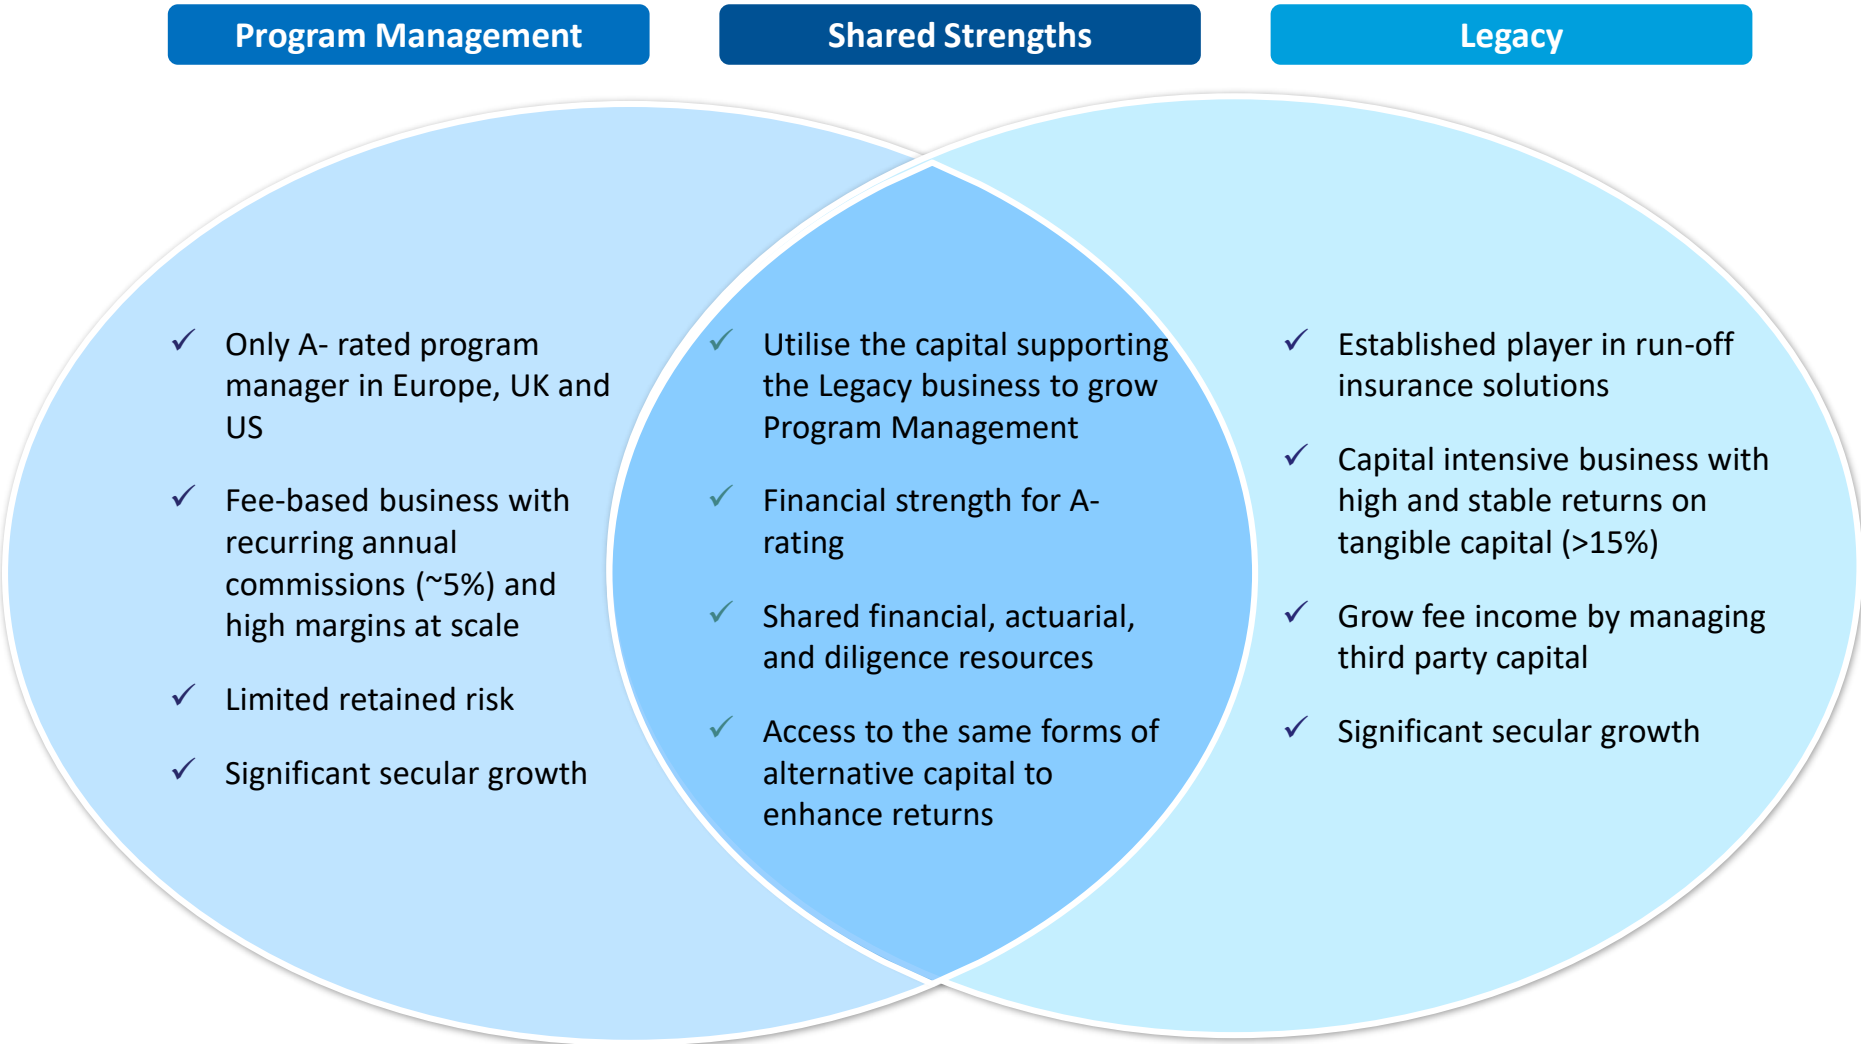 Program Management
Shared Strengths
Legacy
Only A- rated program
manager in Europe, UK and
US
Fee-based business with
recurring annual
commissions (~5%) and
high margins at scale
Limited retained risk
Significant secular growth
Utilise the capital supporting
the Legacy business to grow
Program Management
Financial strength for A-
rating
Shared financial, actuarial,
and diligence resources
Access to the same forms of
alternative capital to
enhance returns
Established player in run-off
insurance solutions
Capital intensive business with
high and stable returns on
tangible capital (>15%)
Grow fee income by managing
third party capital
Significant secular growth